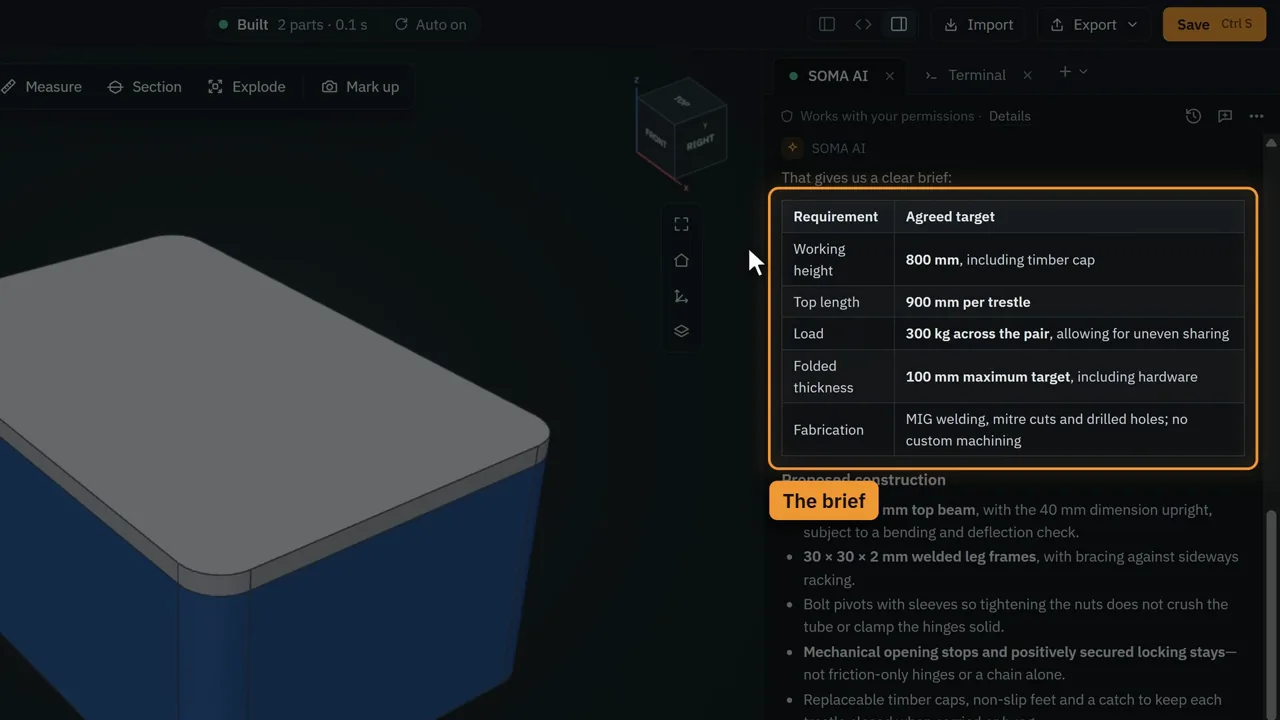 Built 2 parts · 0.1 s Auto on
Import Export Save Ctrl S
Measure Section Explode Mark up
Z
TOP
Y
FRONT RIGHT
X
SOMA AI Terminal
Works with your permissions · Details
SOMA AI
That gives us a clear brief:
Requirement Agreed target
Working height 800 mm, including timber cap
Top length 900 mm per trestle
Load 300 kg across the pair, allowing for uneven sharing
Folded thickness 100 mm maximum target, including hardware
Fabrication MIG welding, mitre cuts and drilled holes; no
custom machining
Proposed construction
The brief
mm top beam, with the 40 mm dimension upright,
subject to a bending and deflection check.
30 × 30 × 2 mm welded leg frames, with bracing against sideways
racking.
Bolt pivots with sleeves so tightening the nuts does not crush the
tube or clamp the hinges solid.
Mechanical opening stops and positively secured locking stays—
not friction-only hinges or a chain alone.
Replaceable timber caps, non-slip feet and a catch to keep each